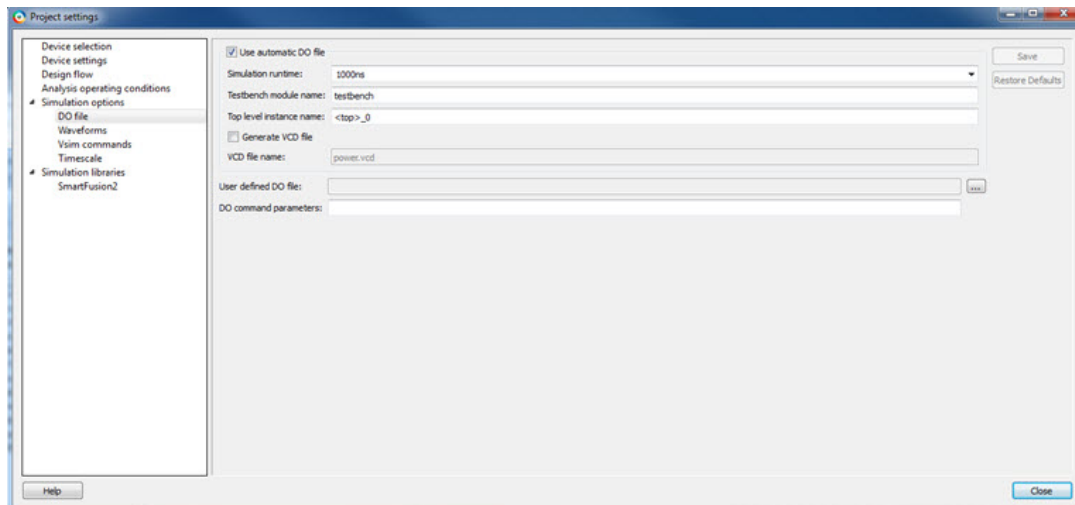 Project settings
Device selection
Device settings
Design flow
Analysis operating conditions
Simulation options
DO file
Waveforms
Vsim commands
Timescale
Simulation libraries
SmartFusion2
Use automatic DO file
Simulation runtime: 1000ns
Testbench module name: testbench
Top level instance name: <top>_0
Generate VCD file
VCD file name: power.vcd
User defined DO file: ...
DO command parameters:
Save
Restore Defaults
Help
Close